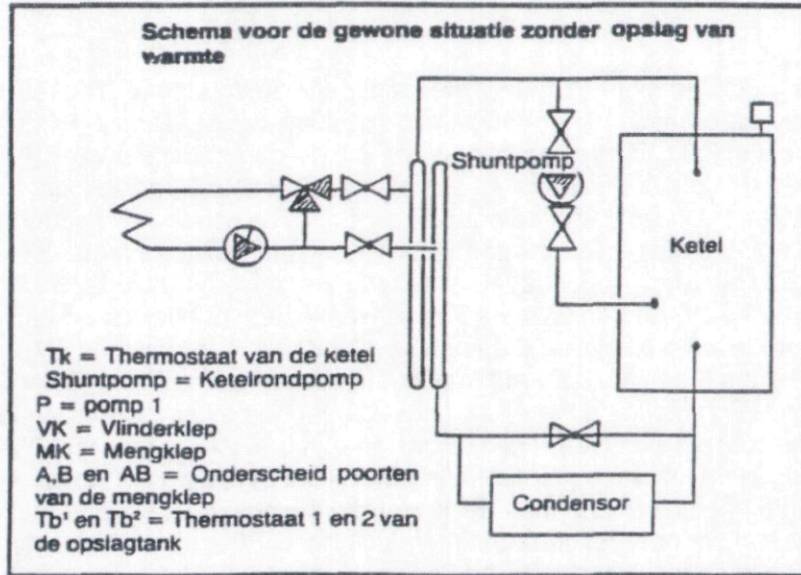 Schema voor de gewone situatie zonder opslag van
warmte
Shuntpomp
Ketel
Tk = Thermostaat van de ketel
Shuntpomp = Ketelrondpomp
P = pomp 1
VK = Vlinderklep
MK = Mengklep
A,B en AB = Onderscheid poorten
van de mengklep
Tb¹ en Tb² = Thermostaat 1 en 2 van
de opslagtank
Condensor